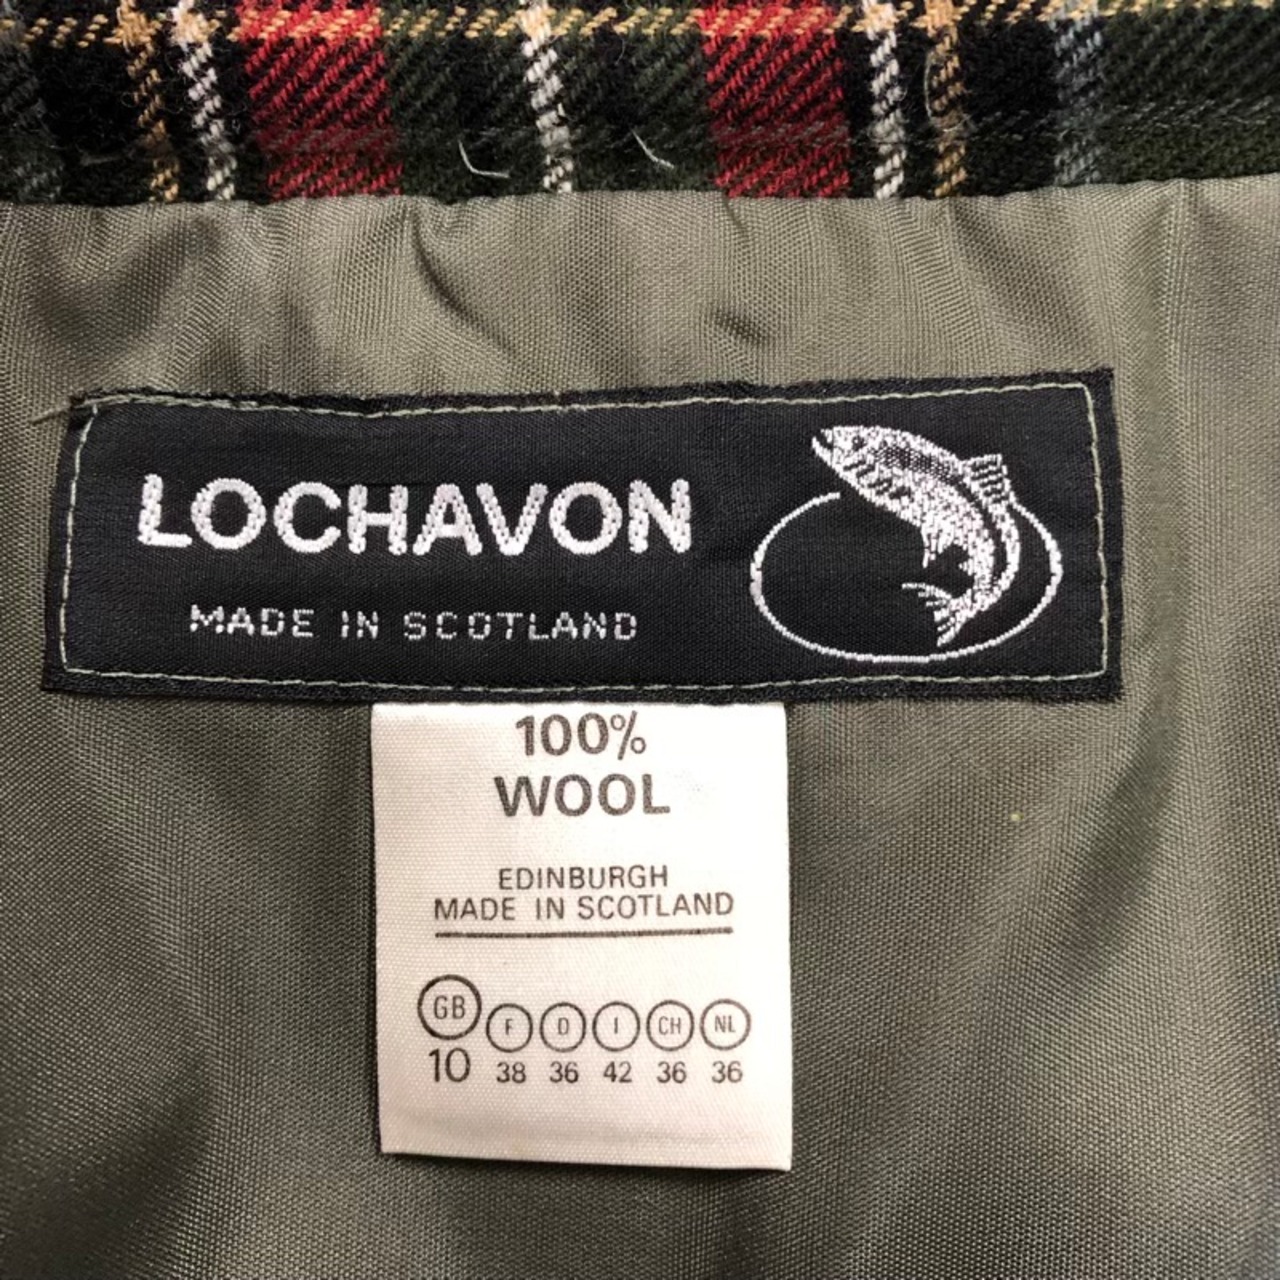 LOCHAVON
MADE IN SCOTLAND
100%
WOOL
EDINBURGH
MADE IN SCOTLAND
GB F D I CH NL
10 38 36 42 36 36